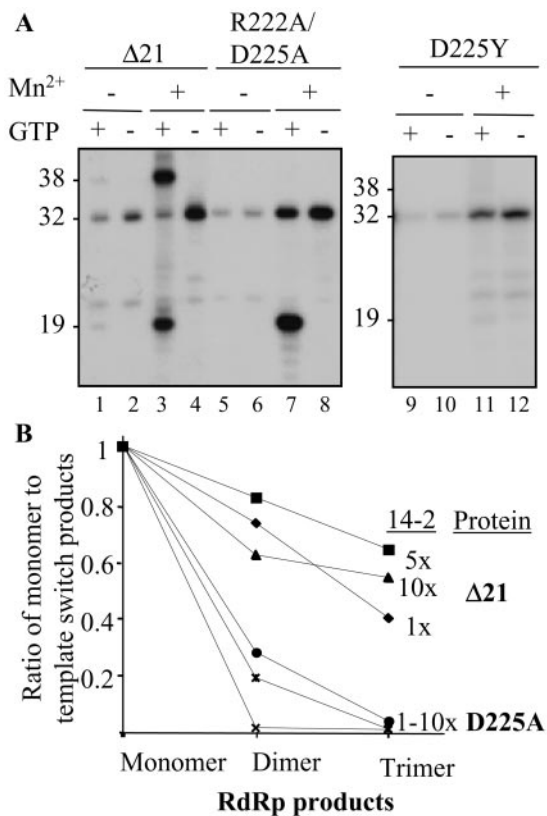 A
Δ21 R222A/ D225A D225Y
Mn2+ - + - + - +
GTP + - + - + - + - + - + -
38 38
32 32
19 19
1 2 3 4 5 6 7 8 9 10 11 12
B
Ratio of monomer to template switch products
1
0.8
0.6
0.4
0.2
14-2 Protein
5x
10x Δ21
1x
1-10x D225A
Monomer Dimer Trimer
RdRp products